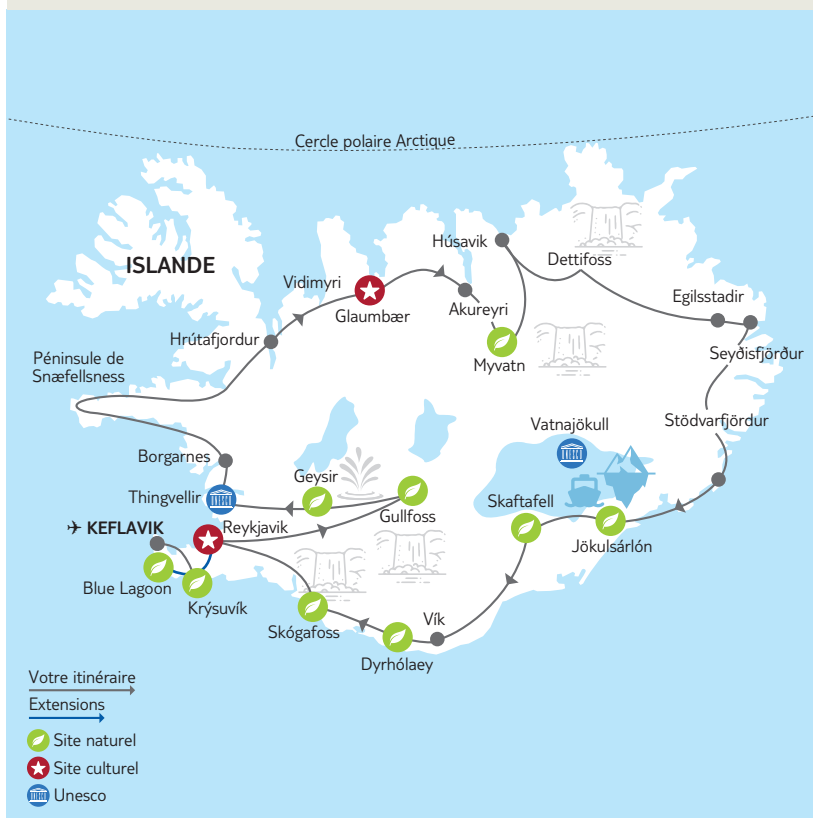 Cercle polaire Arctique
ISLANDE
Húsavik
Dettifoss
Vidimyri
Glaumbær
Akureyri
Egilsstadir
Hrútafjordur
Myvatn
Seyðisfjörður
Péninsule de
Snæfellsness
Stödvarfjördur
Vatnajökull
Borgarnes
Geysir
Thingvellir
Skaftafell
Gullfoss
KEFLAVIK
Reykjavik
Jökulsárlón
Blue Lagoon
Krýsuvík
Vík
Skógafoss
Dyrhólaey
Votre itinéraire
Extensions
Site naturel
Site culturel
Unesco